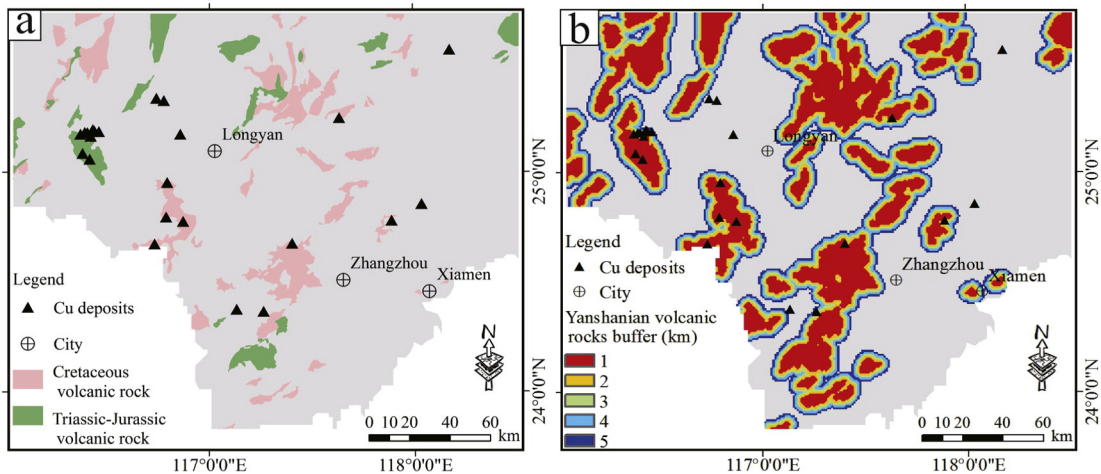 a
Longyan
25°0'0"N
Zhangzhou
Xiamen
Legend
Cu deposits
City
Cretaceous
volcanic rock
Triassic-Jurassic
volcanic rock
N
24°0'0"N
0 10 20 40 60
km
117°0'0"E
118°0'0"E
b
Longyan
25°0'0"N
Legend
Cu deposits
City
Zhangzhou
Xiamen
Yanshanian volcanic
rocks buffer (km)
1
2
3
4
5
N
24°0'0"N
0 10 20 40 60
km
117°0'0"E
118°0'0"E